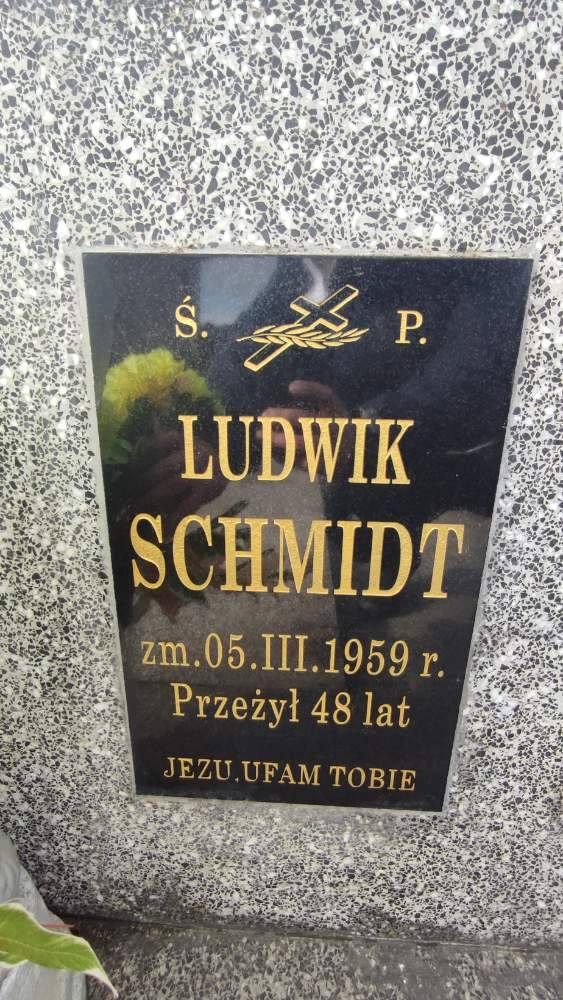 Ś. P.
LUDWIK
SCHMIDT
zm.05.III.1959 r.
Przeżył 48 lat
JEZU.UFAM TOBIE